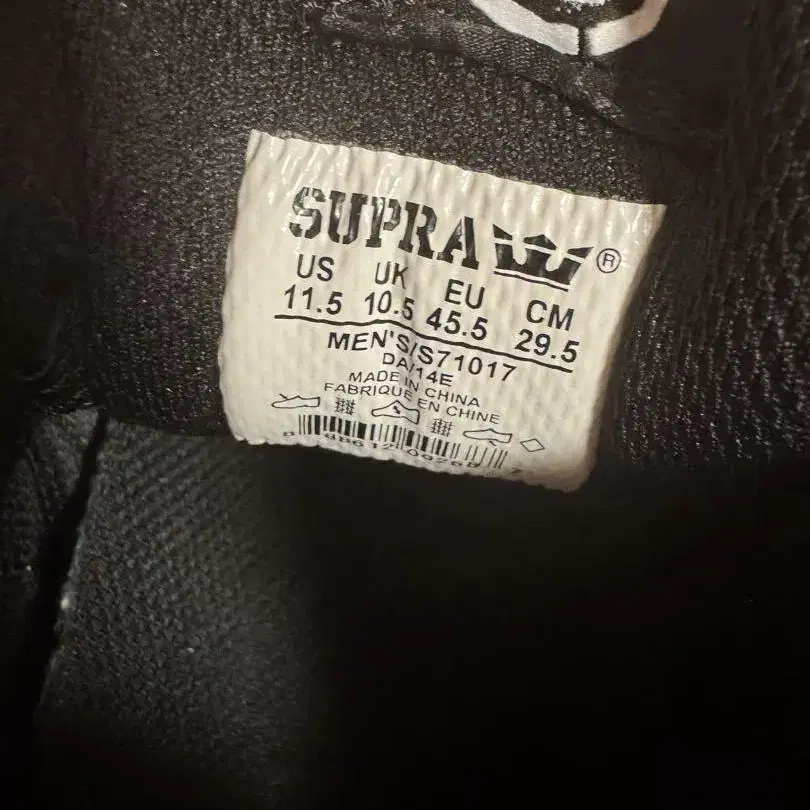 SUPRA ®
US UK EU CM
11.5 10.5 45.5 29.5
MEN'S/S71017
DA/14E
MADE IN CHINA
FABRIQUE EN CHINE